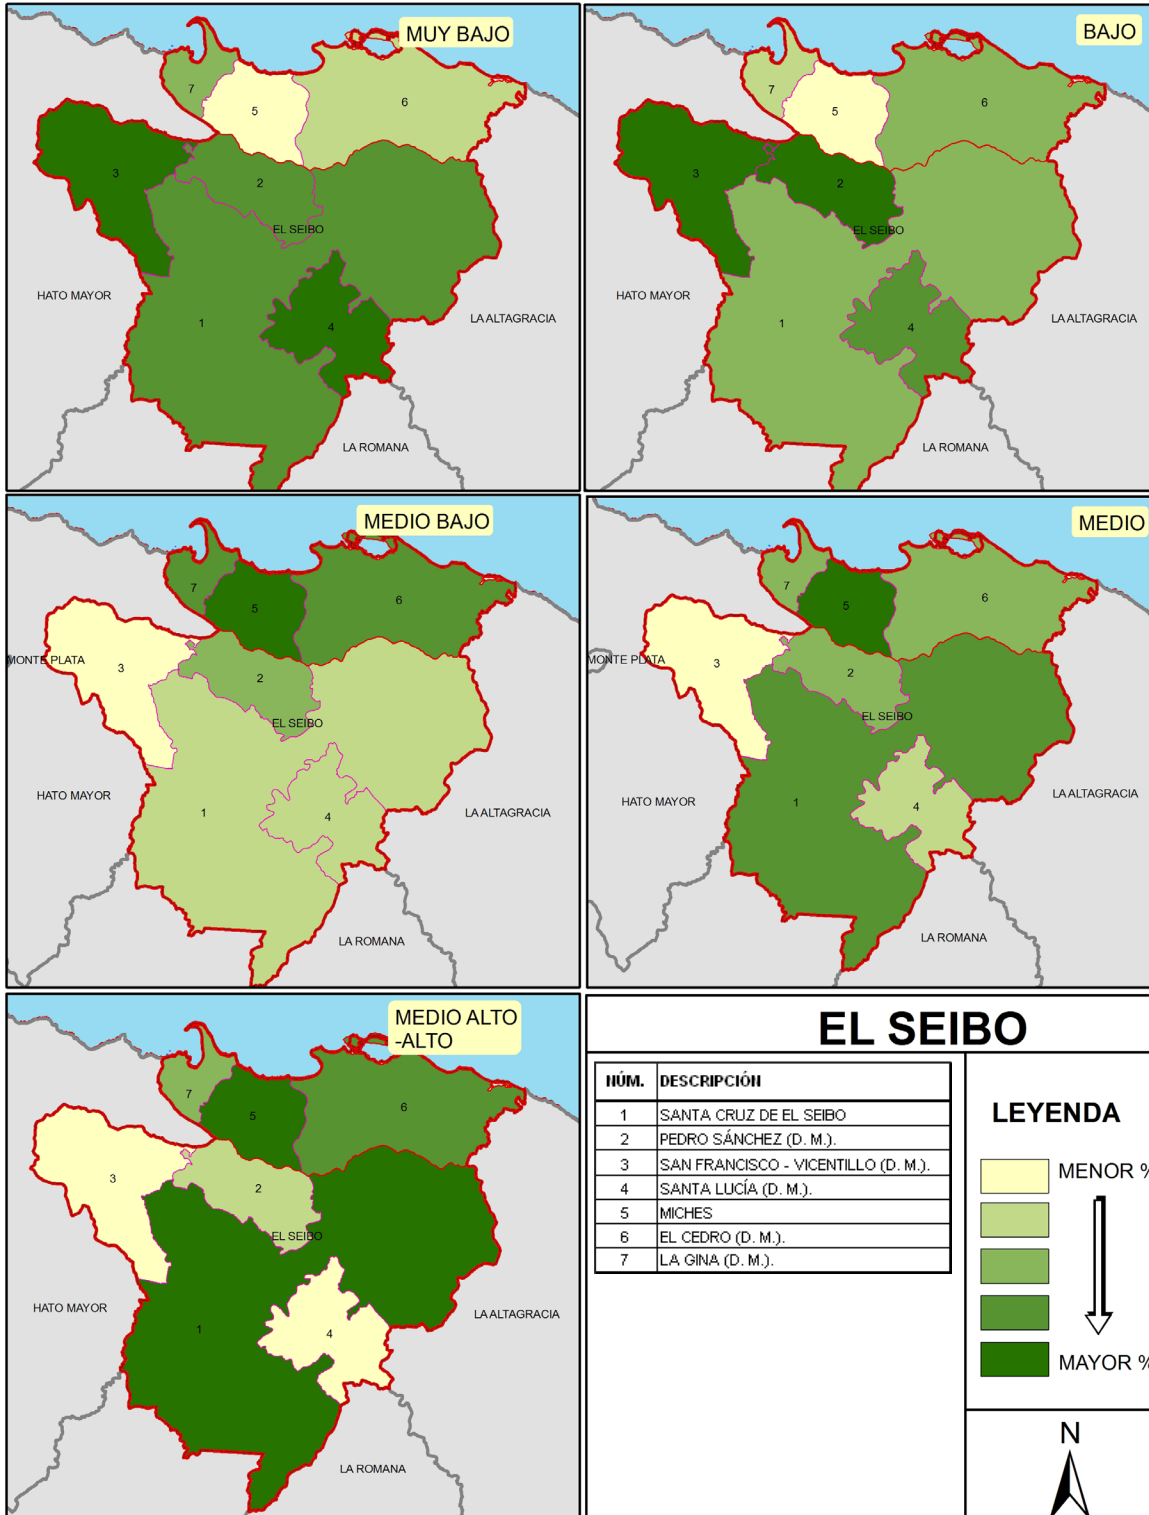 MUY BAJO
7
5
6
3
2
EL SEIBO
HATO MAYOR
1
4
LA ALTAGRACIA
LA ROMANA
BAJO
7
5
6
3
2
EL SEIBO
HATO MAYOR
1
4
LA ALTAGRACIA
LA ROMANA
MEDIO BAJO
7
5
6
MONTE PLATA
3
2
EL SEIBO
HATO MAYOR
1
4
LA ALTAGRACIA
LA ROMANA
MEDIO
7
5
6
MONTE PLATA
3
2
EL SEIBO
HATO MAYOR
1
4
LA ALTAGRACIA
LA ROMANA
MEDIO ALTO
-ALTO
7
5
6
3
2
EL SEIBO
HATO MAYOR
1
4
LA ALTAGRACIA
LA ROMANA
EL SEIBO
NÚM. DESCRIPCIÓN
1 SANTA CRUZ DE EL SEIBO
2 PEDRO SÁNCHEZ (D. M.).
3 SAN FRANCISCO - VICENTILLO (D. M.).
4 SANTA LUCÍA (D. M.).
5 MICHES
6 EL CEDRO (D. M.).
7 LA GINA (D. M.).
LEYENDA
MENOR %
MAYOR %
N